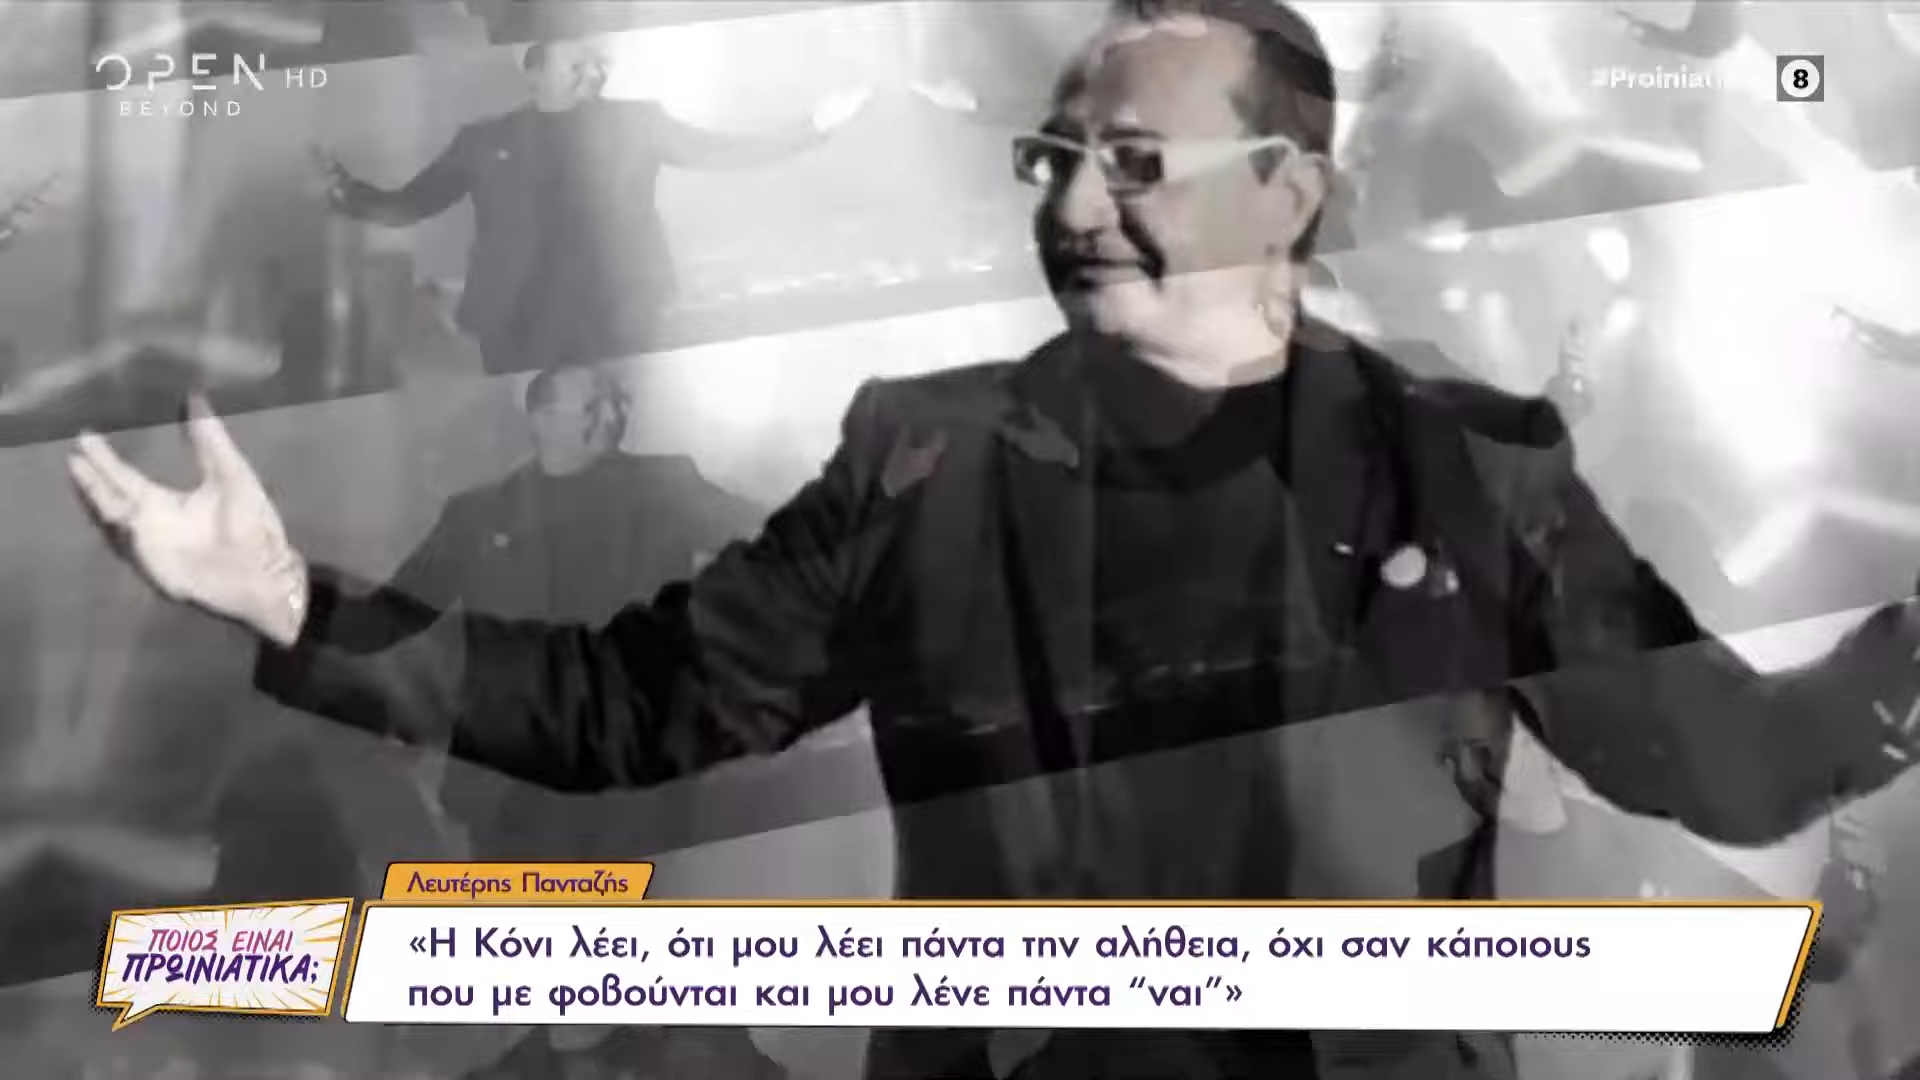 OPEN HD
BEYOND
8
Λευτέρης Πανταζής
ΠΟΙΟΣ ΕΙΝΑΙ
ΠΡΩΙΝΙΑΤΙΚΑ;
«Η Κόνι λέει, ότι μου λέει πάντα την αλήθεια, όχι σαν κάποιους
που με φοβούνται και μου λένε πάντα “ναι”»